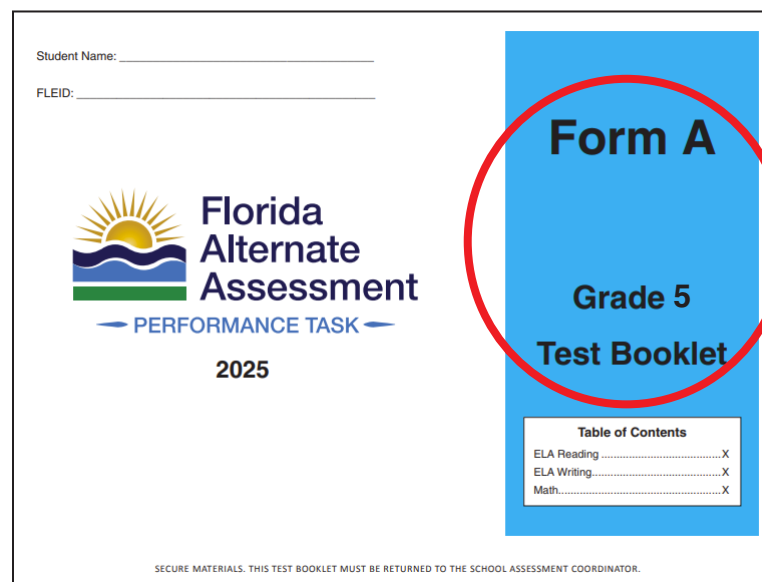 Student Name: ________________________________________
FLEID: _______________________________________________
Florida
Alternate
Assessment
PERFORMANCE TASK
2025
Form A
Grade 5
Test Booklet
Table of Contents
ELA Reading ........................................X
ELA Writing...........................................X
Math......................................................X
SECURE MATERIALS. THIS TEST BOOKLET MUST BE RETURNED TO THE SCHOOL ASSESSMENT COORDINATOR.